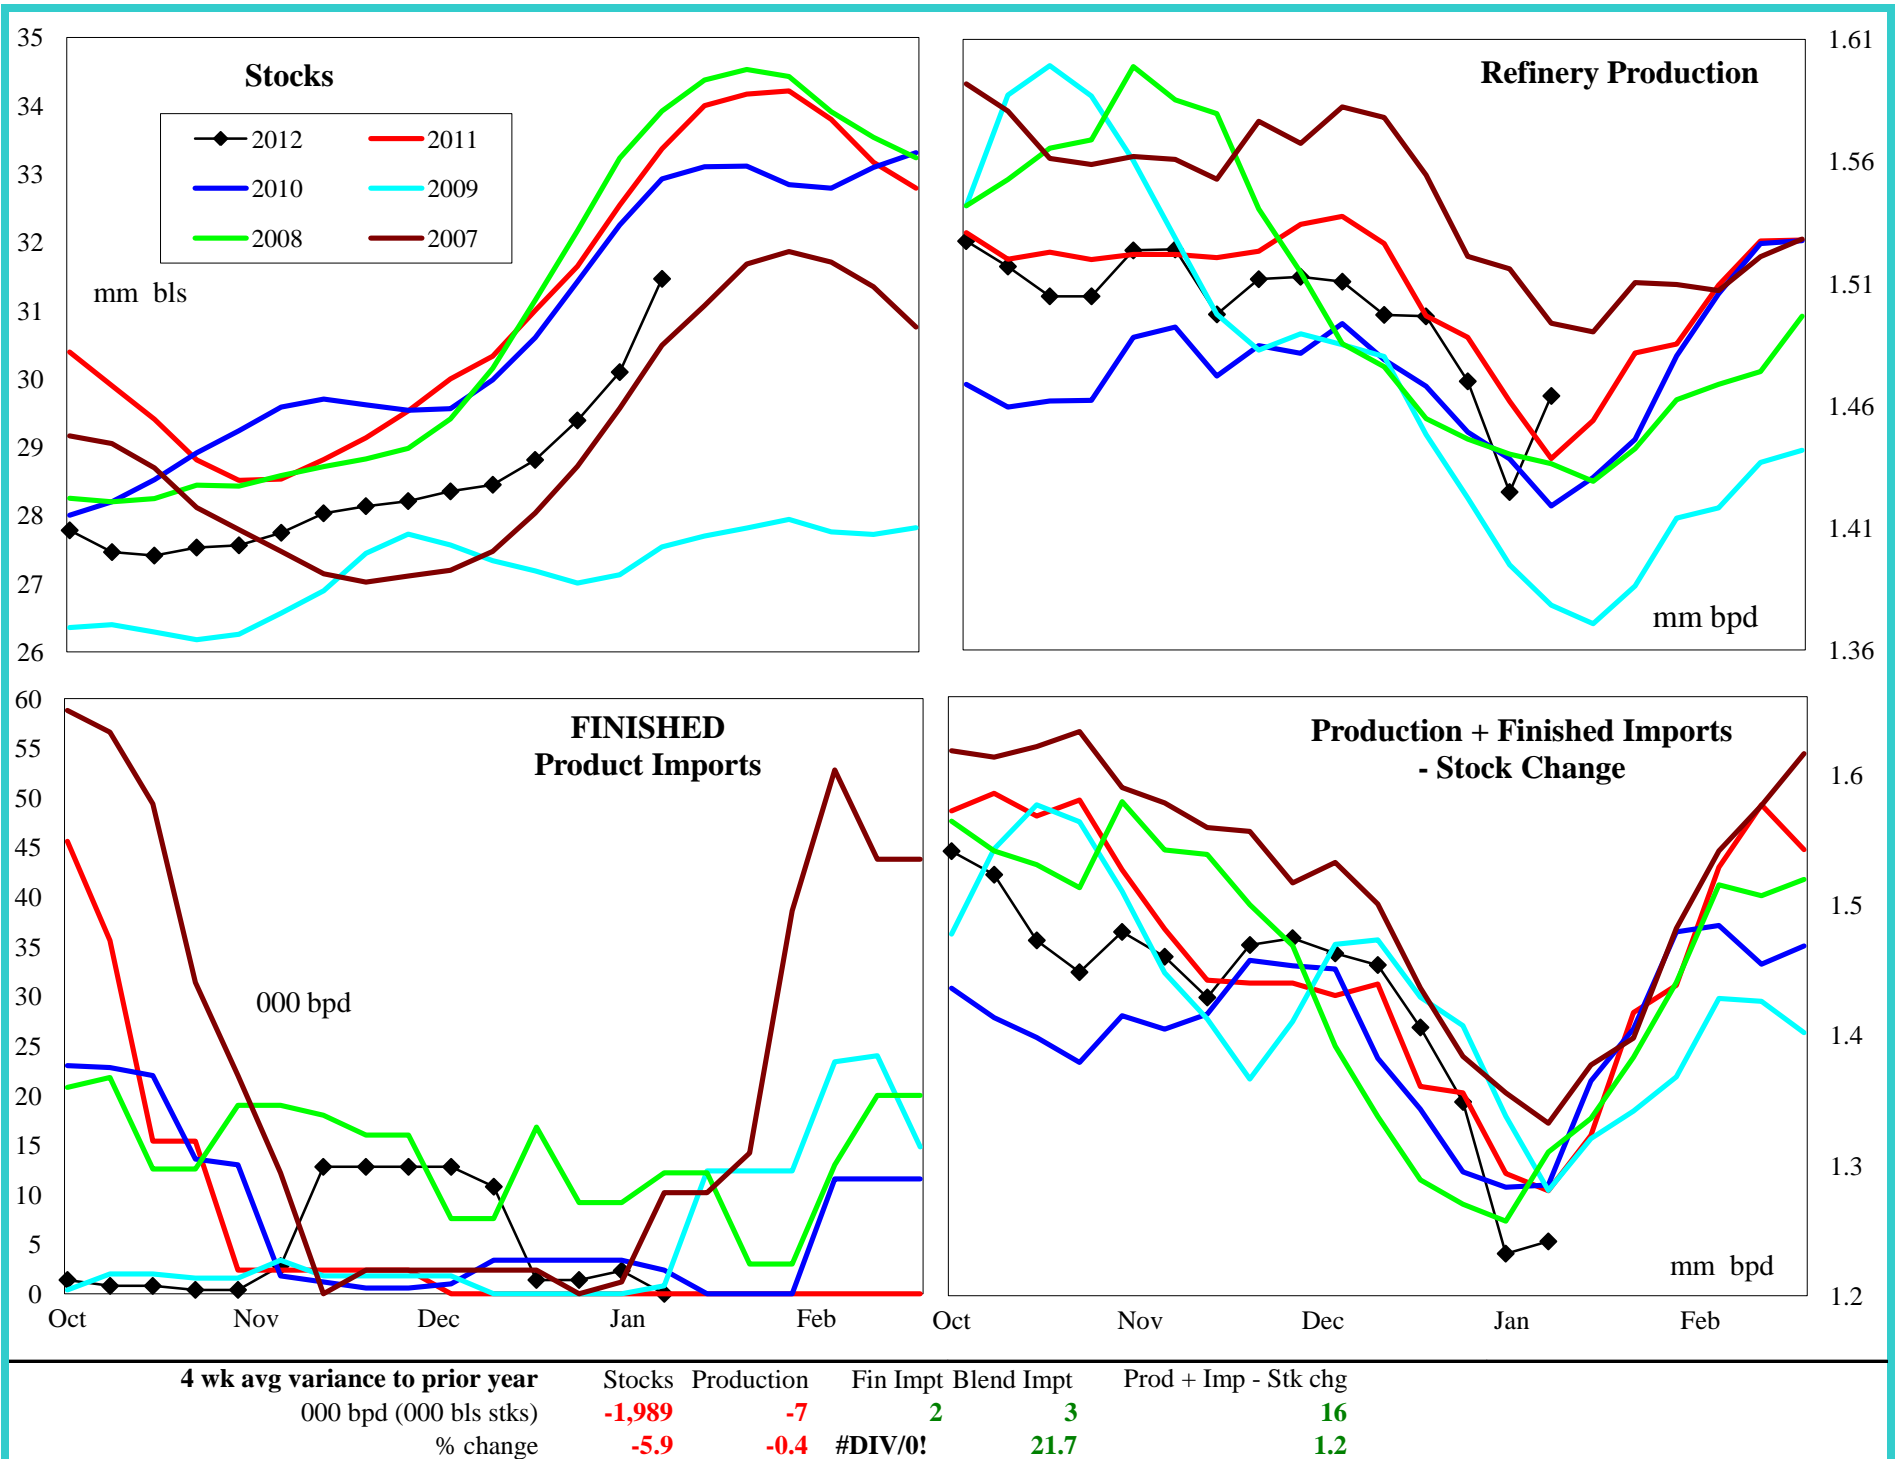 Stocks
35
34
33
32
31
30
29
28
27
26
2012
2011
2010
2009
2008
2007
mm bls
Refinery Production
1.61
1.56
1.51
1.46
1.41
1.36
mm bpd
FINISHED
Product Imports
60
55
50
45
40
35
30
25
20
15
10
5
0
000 bpd
Oct Nov Dec Jan Feb
Production + Finished Imports
- Stock Change
1.6
1.5
1.4
1.3
1.2
mm bpd
Oct Nov Dec Jan Feb
4 wk avg variance to prior year Stocks Production Fin Impt Blend Impt Prod + Imp - Stk chg
000 bpd (000 bls stks) -1,989 -7 2 3 16
% change -5.9 -0.4 #DIV/0! 21.7 1.2